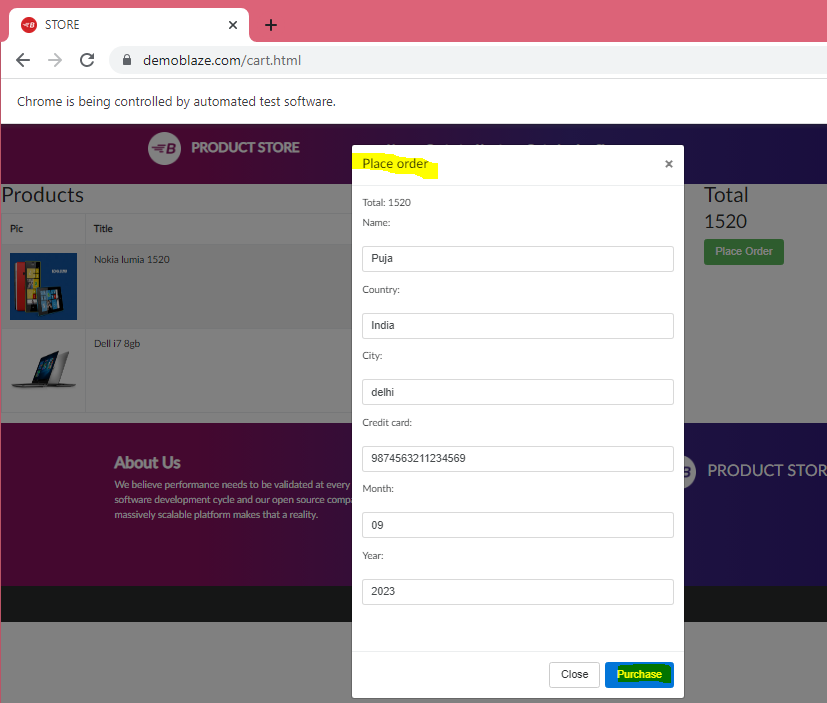 STORE
demoblaze.com/cart.html
Chrome is being controlled by automated test software.
PRODUCT STORE
Place order
Products
Total
Total: 1520
1520
Name:
Pic Title
Puja
Place Order
Nokia lumia 1520
Country:
India
Dell i7 8gb
City:
delhi
Credit card:
9874563211234569
About Us
PRODUCT STOR
We believe performance needs to be validated at every
Month:
software development cycle and our open source compa
massively scalable platform makes that a reality.
09
Year:
2023
Close Purchase